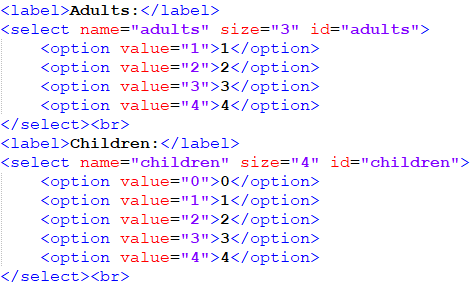 <label>Adults:</label>
<select name="adults" size="3" id="adults">
<option value="1">1</option>
<option value="2">2</option>
<option value="3">3</option>
<option value="4">4</option>
</select><br>
<label>Children:</label>
<select name="children" size="4" id="children">
<option value="0">0</option>
<option value="1">1</option>
<option value="2">2</option>
<option value="3">3</option>
<option value="4">4</option>
</select><br>